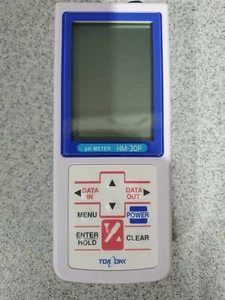 pH METER HM-30P
DATA IN
DATA OUT
MENU
POWER
ENTER HOLD
CLEAR
TOA DKK